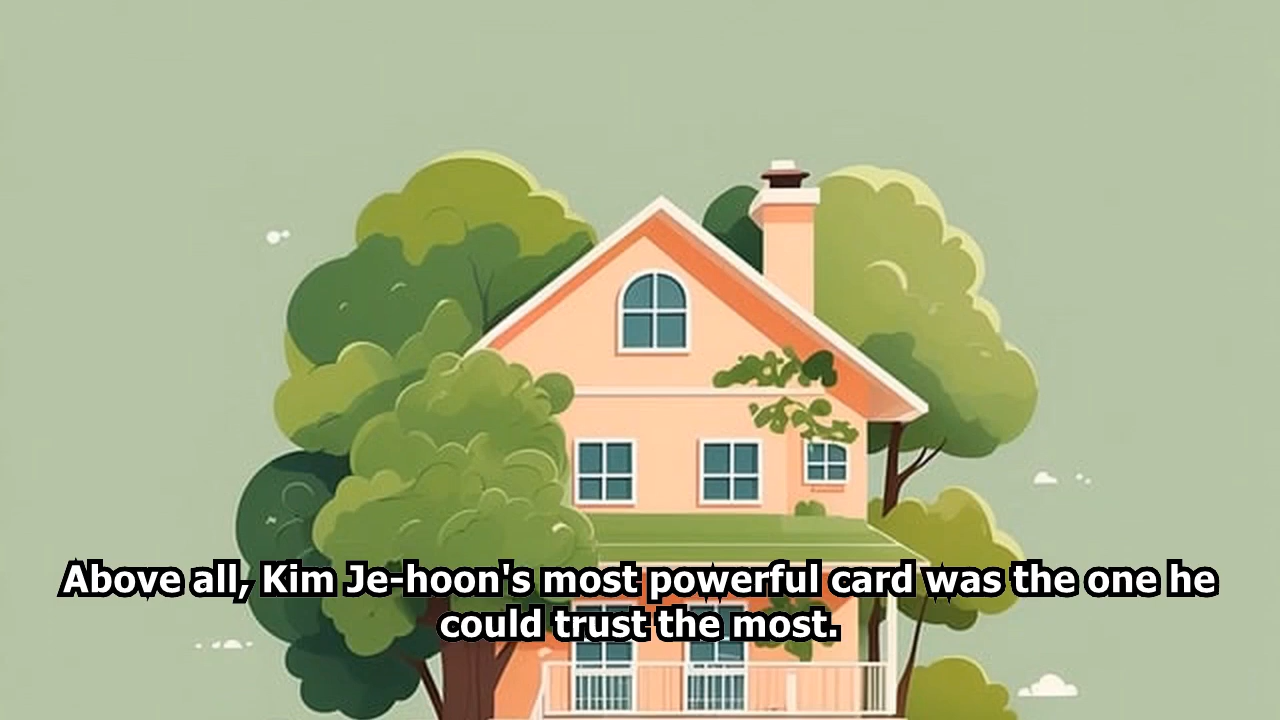 Above all, Kim Je-hoon's most powerful card was the one he
could trust the most.